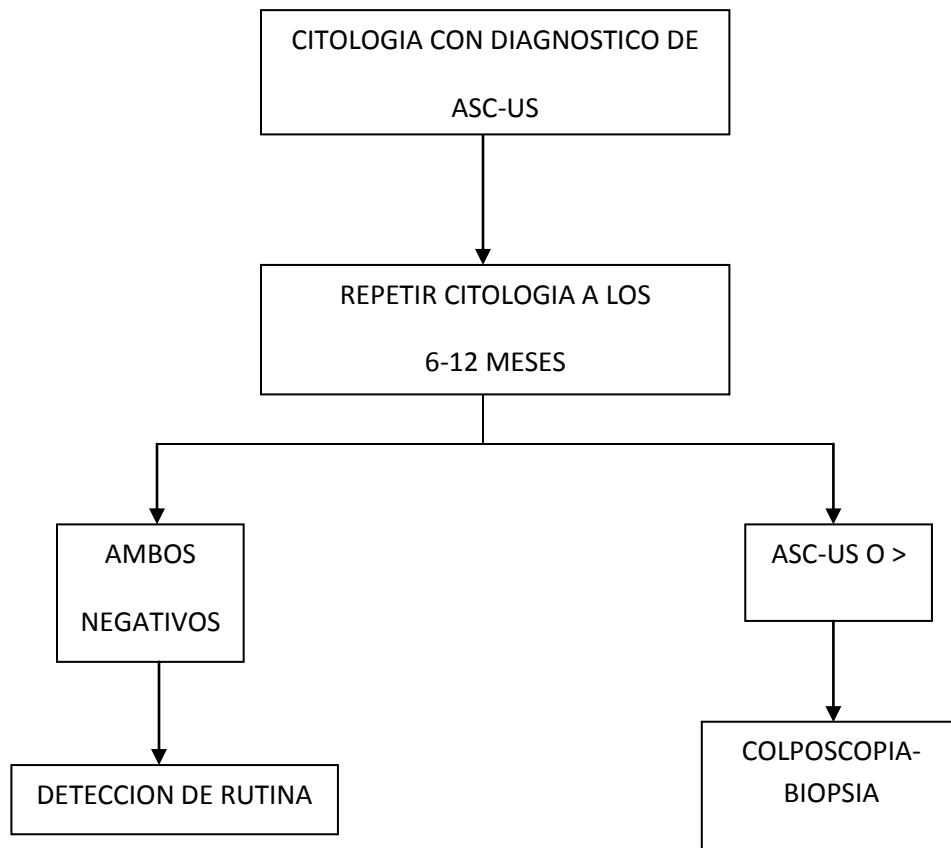 CITOLOGIA CON DIAGNOSTICO DE
ASC-US
REPETIR CITOLOGIA A LOS
6-12 MESES
AMBOS
NEGATIVOS
ASC-US O >
DETECCION DE RUTINA
COLPOSCOPIA-
BIOPSIA